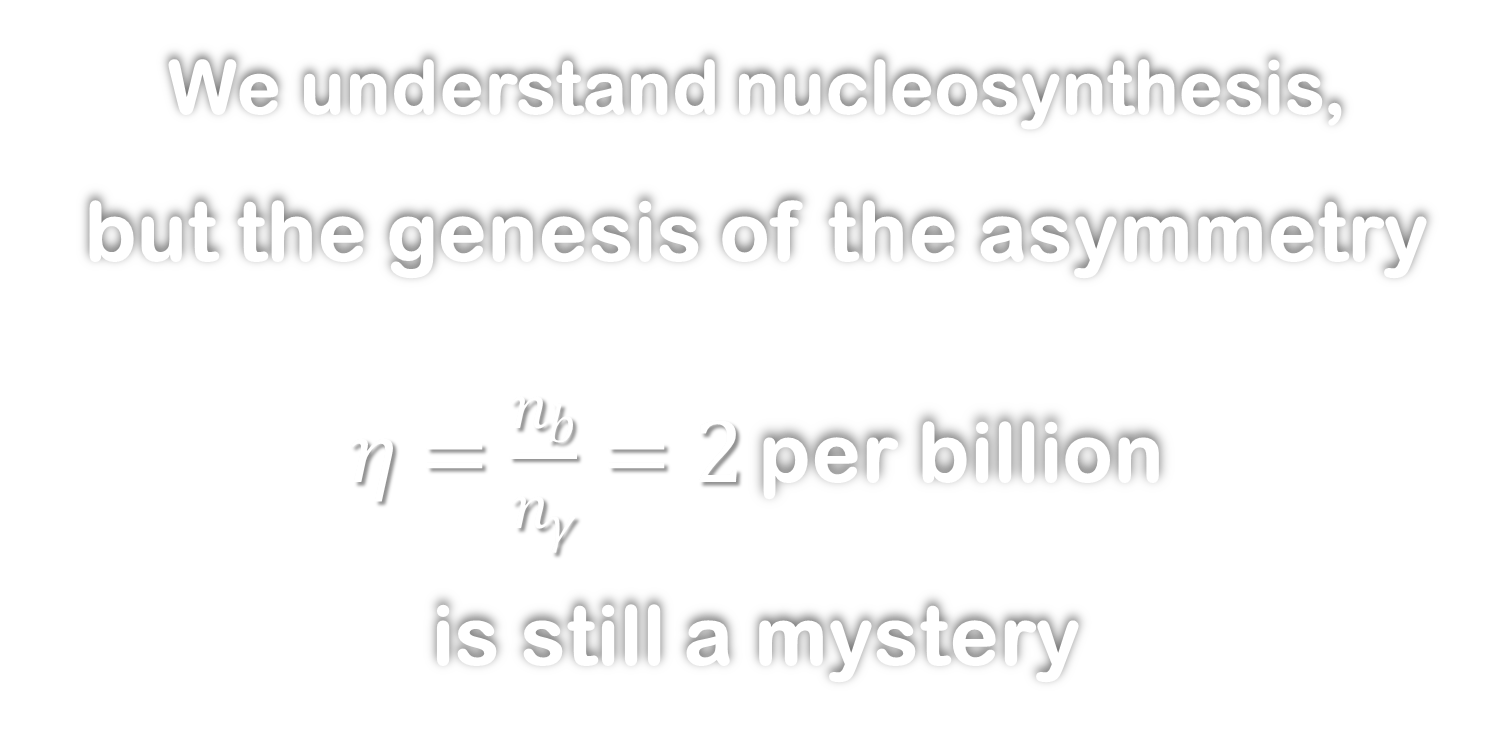 We understand nucleosynthesis,
but the genesis of the asymmetry
η = n_b/n_γ = 2 per billion
is still a mystery